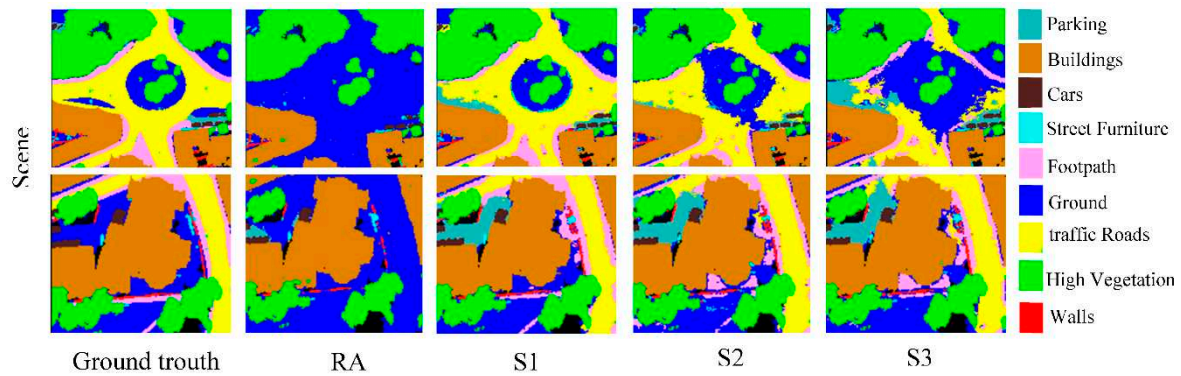 Scene
Ground trouth
RA
S1
S2
S3
Parking
Buildings
Cars
Street Furniture
Footpath
Ground
traffic Roads
High Vegetation
Walls